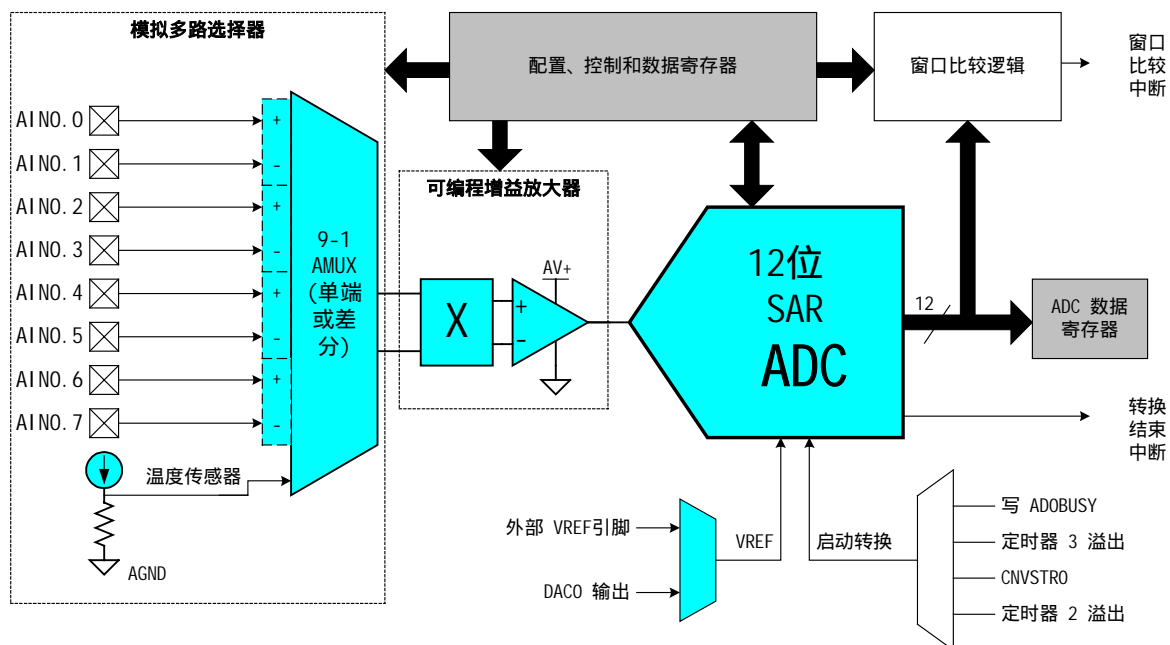 模拟多路选择器
配置、控制和数据寄存器
窗口比较逻辑
窗口
比较
中断
AIN0.0
+
AIN0.1
-
AIN0.2
+
AIN0.3
-
AIN0.4
+
AIN0.5
-
AIN0.6
+
AIN0.7
-
9-1
AMUX
(单端
或差
分)
温度传感器
AGND
可编程增益放大器
X
AV+
+
-
12位
SAR
ADC
12
ADC 数据
寄存器
转换
结束
中断
外部 VREF引脚
DAC0 输出
VREF
启动转换
写 AD0BUSY
定时器 3 溢出
CNVSTR0
定时器 2 溢出